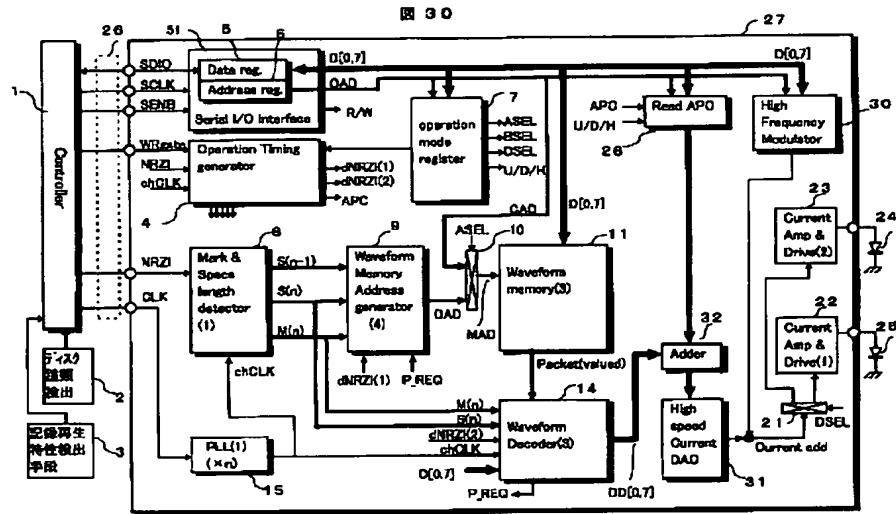 図 30
26
51
5
6
27
SDIO
SCLK
SENB
Data reg.
Address reg.
Serial I/O interface
D[0,7]
OAD
R/W
1
Controller
WRgate
NRZI
chCLK
Operation Timing generator
dNRZI(1)
dNRZI(2)
APC
4
operation mode register
7
ASEL
BSEL
DSEL
U/D/H
APC
U/D/H
Read APC
26
D[0,7]
High Frequency Modulator
30
D[0,7]
CAD
NRZI
CLK
8
Mark & Space length detector (1)
S(n-1)
S(n)
M(n)
9
Waveform Memory Address generator (4)
ASEL
10
OAD
MAD
11
Waveform memory(3)
23
Current Amp & Drive(2)
24
22
Current Amp & Drive(1)
25
32
Adder
chCLK
dNRZI(1)
P_REQ
Packet(valued)
14
M(n)
S(n)
dNRZI(2)
chCLK
D[0,7]
Waveform Decoder(3)
P_REQ
DD[0,7]
High speed Current DAC
31
21
DSEL
Current add
ディスク種類検出
2
記録再生特性検出手段
3
PLL(1)
(×n)
15